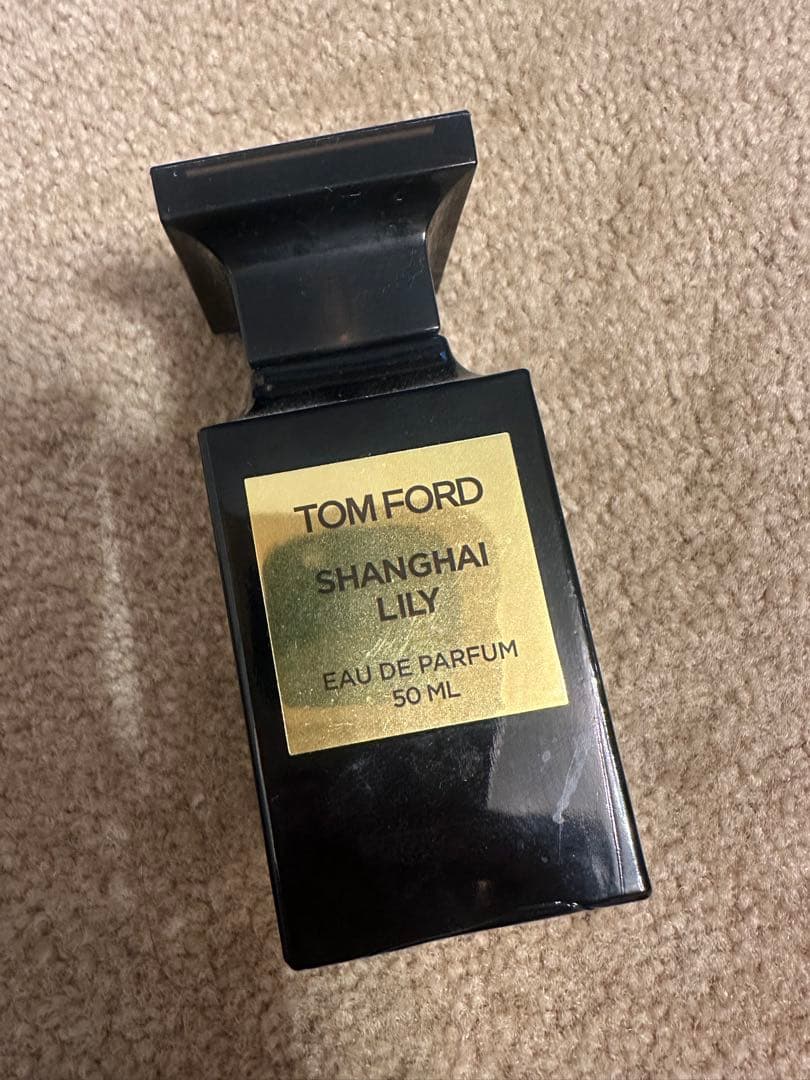 TOM FORD
SHANGHAI
LILY
EAU DE PARFUM
50 ML